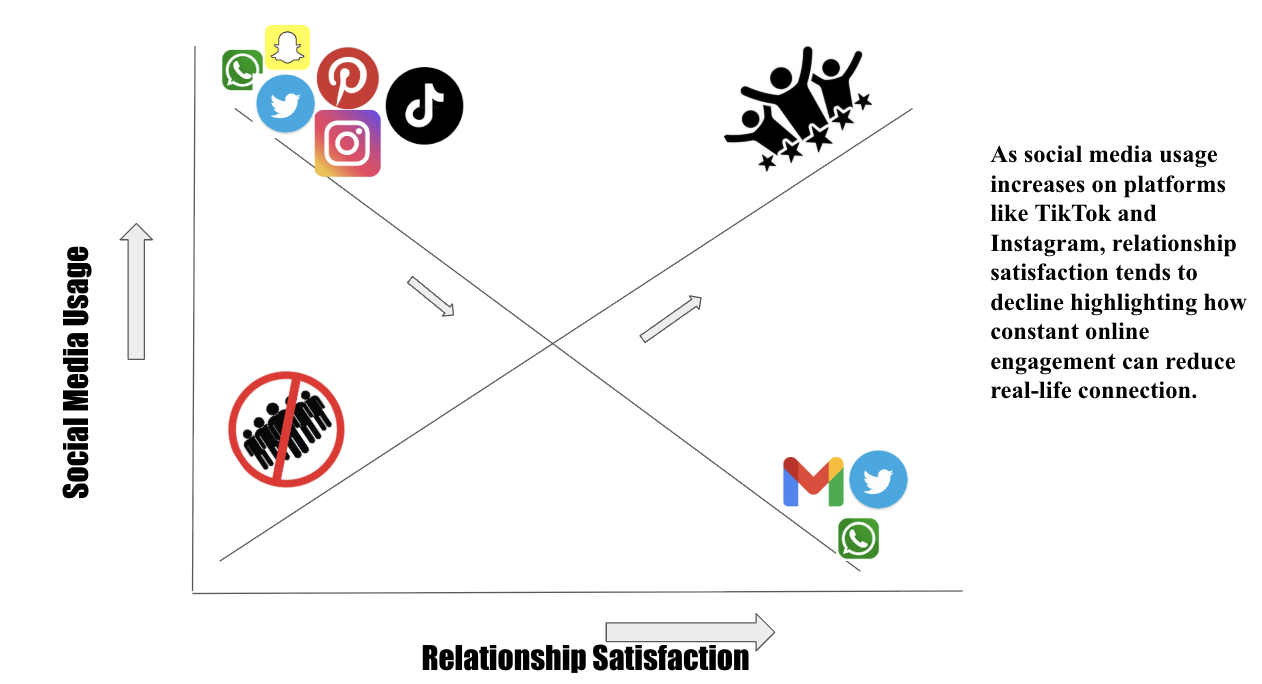 Social Media Usage
As social media usage
increases on platforms
like TikTok and
Instagram, relationship
satisfaction tends to
decline highlighting how
constant online
engagement can reduce
real-life connection.
Relationship Satisfaction